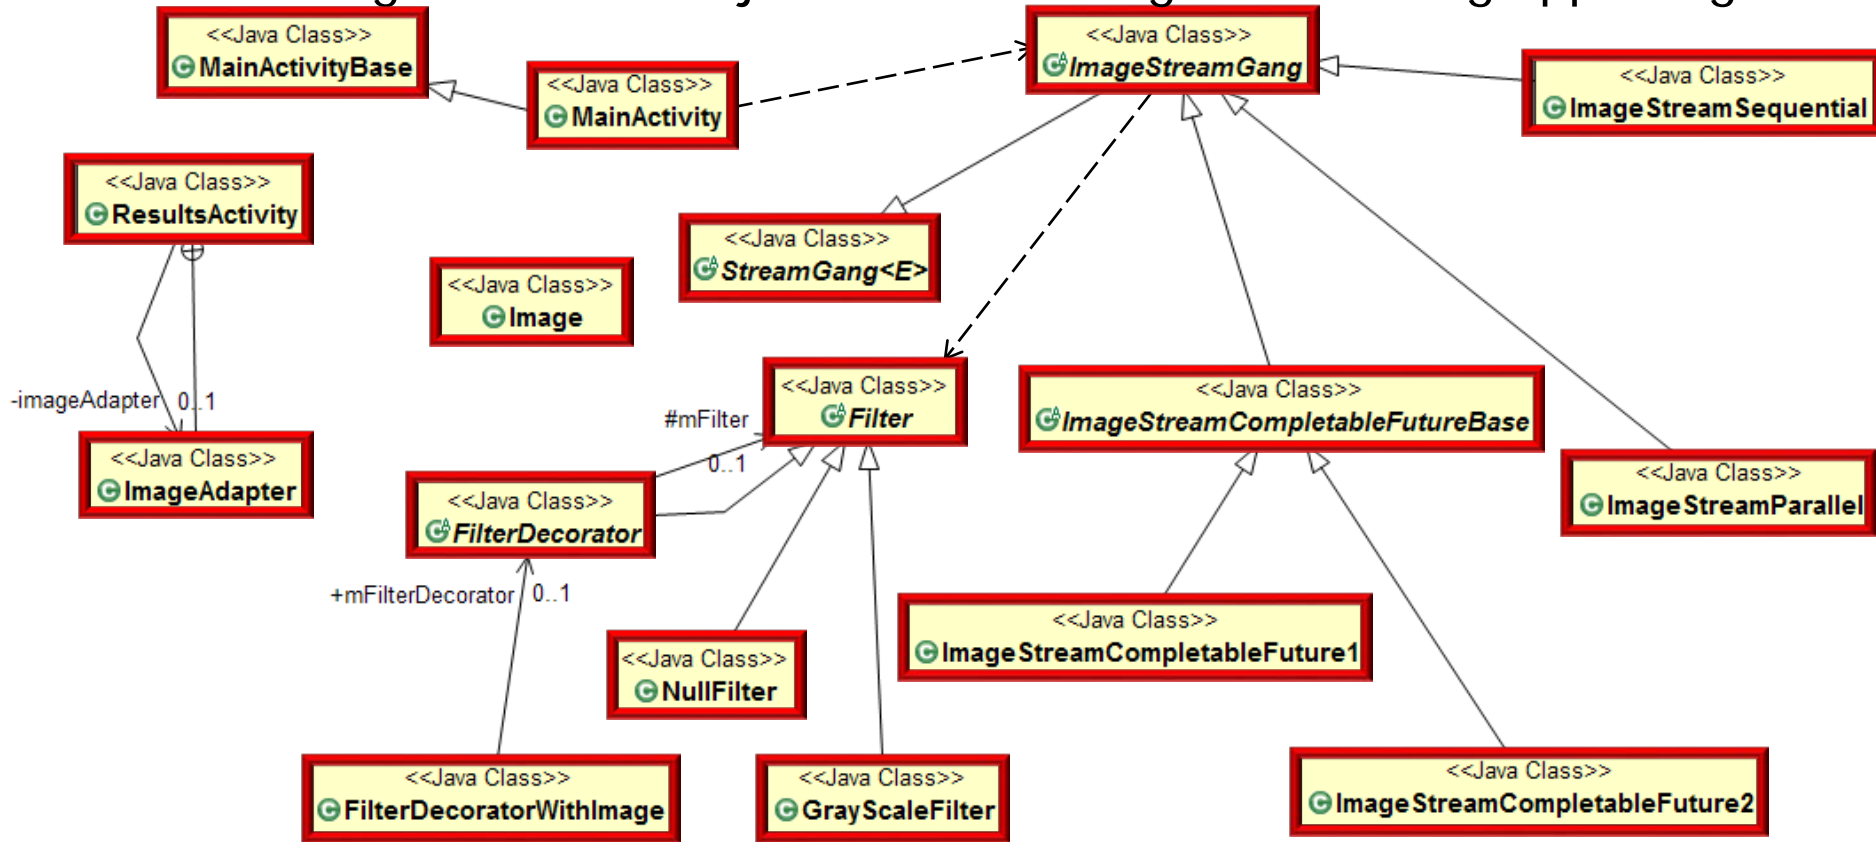 <<Java Class>>
MainActivityBase
<<Java Class>>
MainActivity
<<Java Class>>
ImageStreamGang
<<Java Class>>
ImageStreamSequential
<<Java Class>>
ResultsActivity
<<Java Class>>
StreamGang<E>
<<Java Class>>
Image
-imageAdapter 0..1
<<Java Class>>
ImageAdapter
#mFilter
0..1
<<Java Class>>
Filter
<<Java Class>>
ImageStreamCompletableFutureBase
<<Java Class>>
ImageStreamParallel
<<Java Class>>
FilterDecorator
+mFilterDecorator 0..1
<<Java Class>>
NullFilter
<<Java Class>>
ImageStreamCompletableFuture1
<<Java Class>>
FilterDecoratorWithImage
<<Java Class>>
GrayScaleFilter
<<Java Class>>
ImageStreamCompletableFuture2